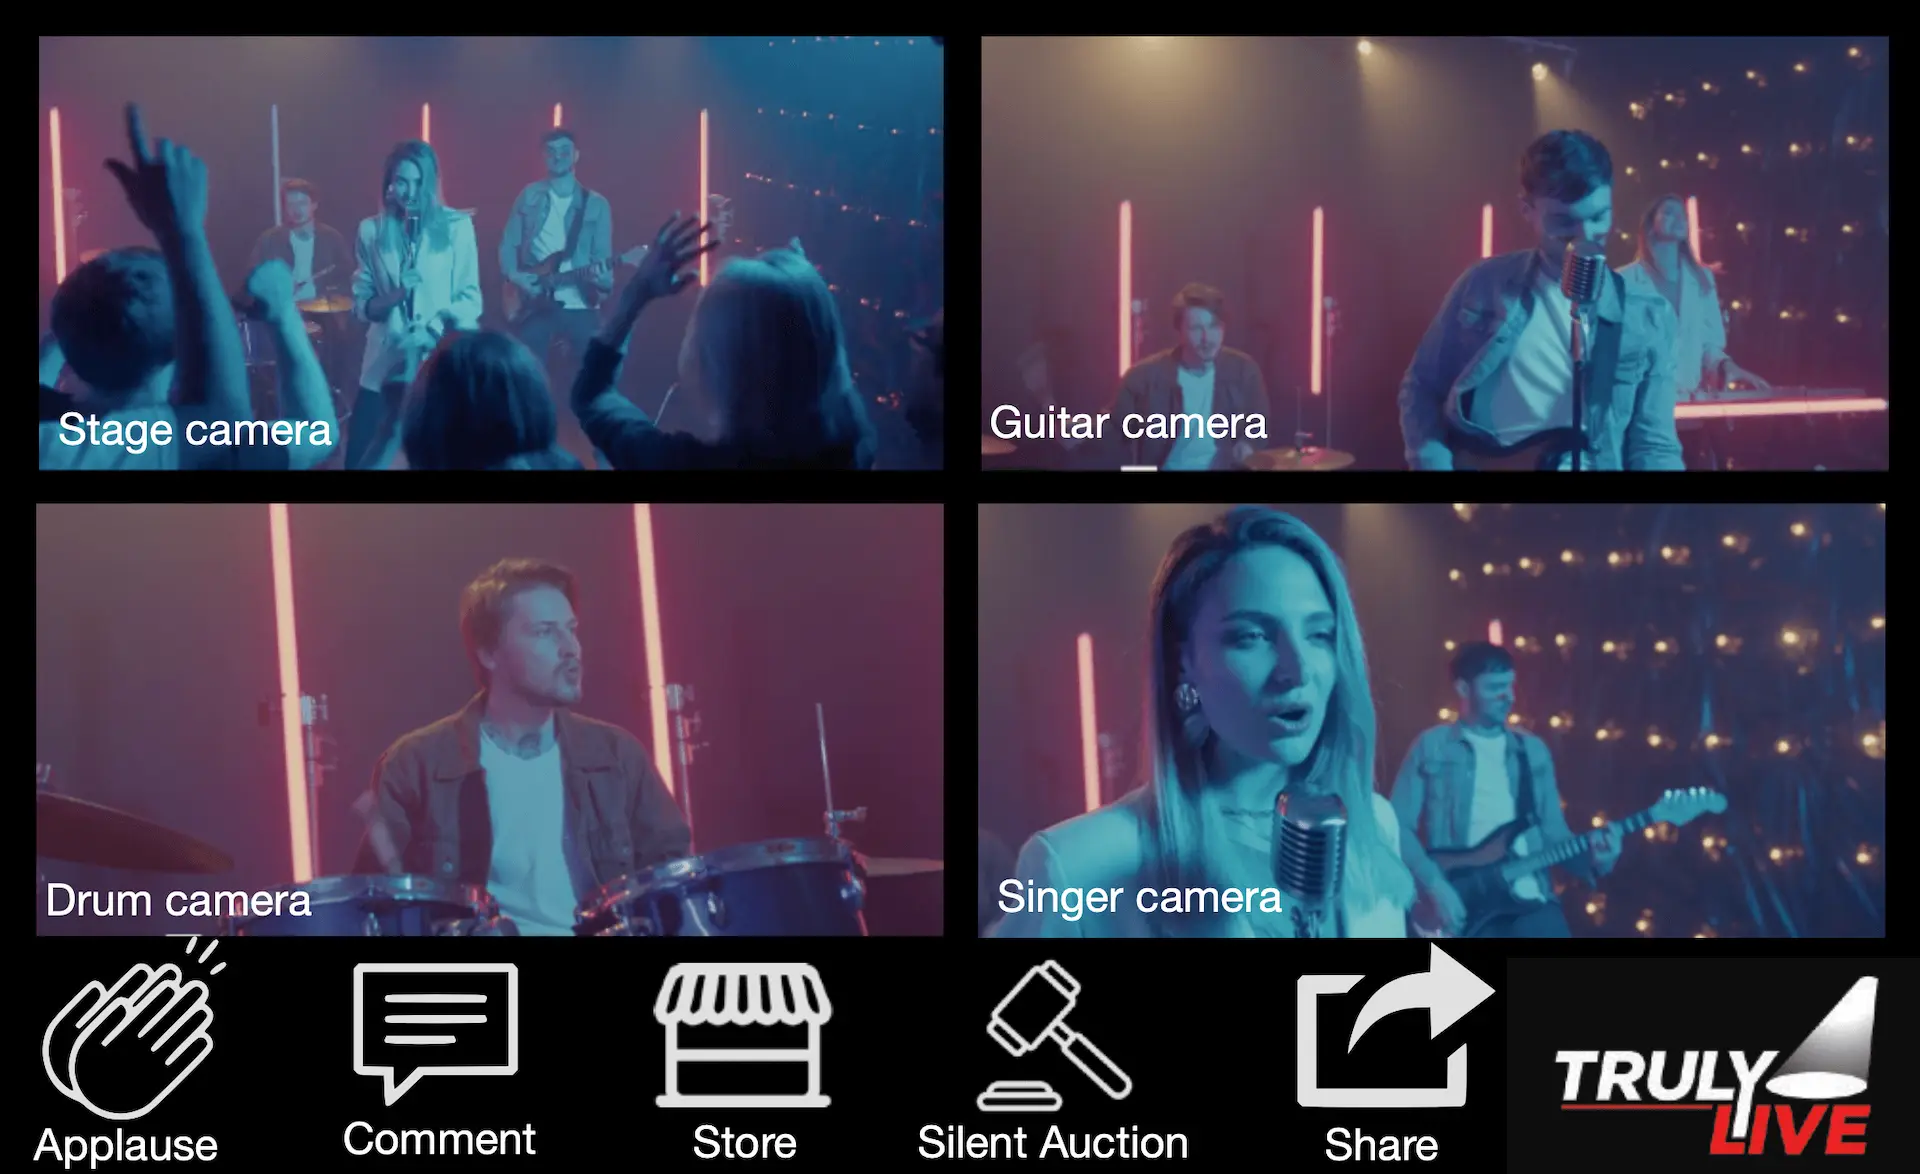 Stage camera
Guitar camera
Drum camera
Singer camera
Applause
Comment
Store
Silent Auction
Share
TRULY
LIVE